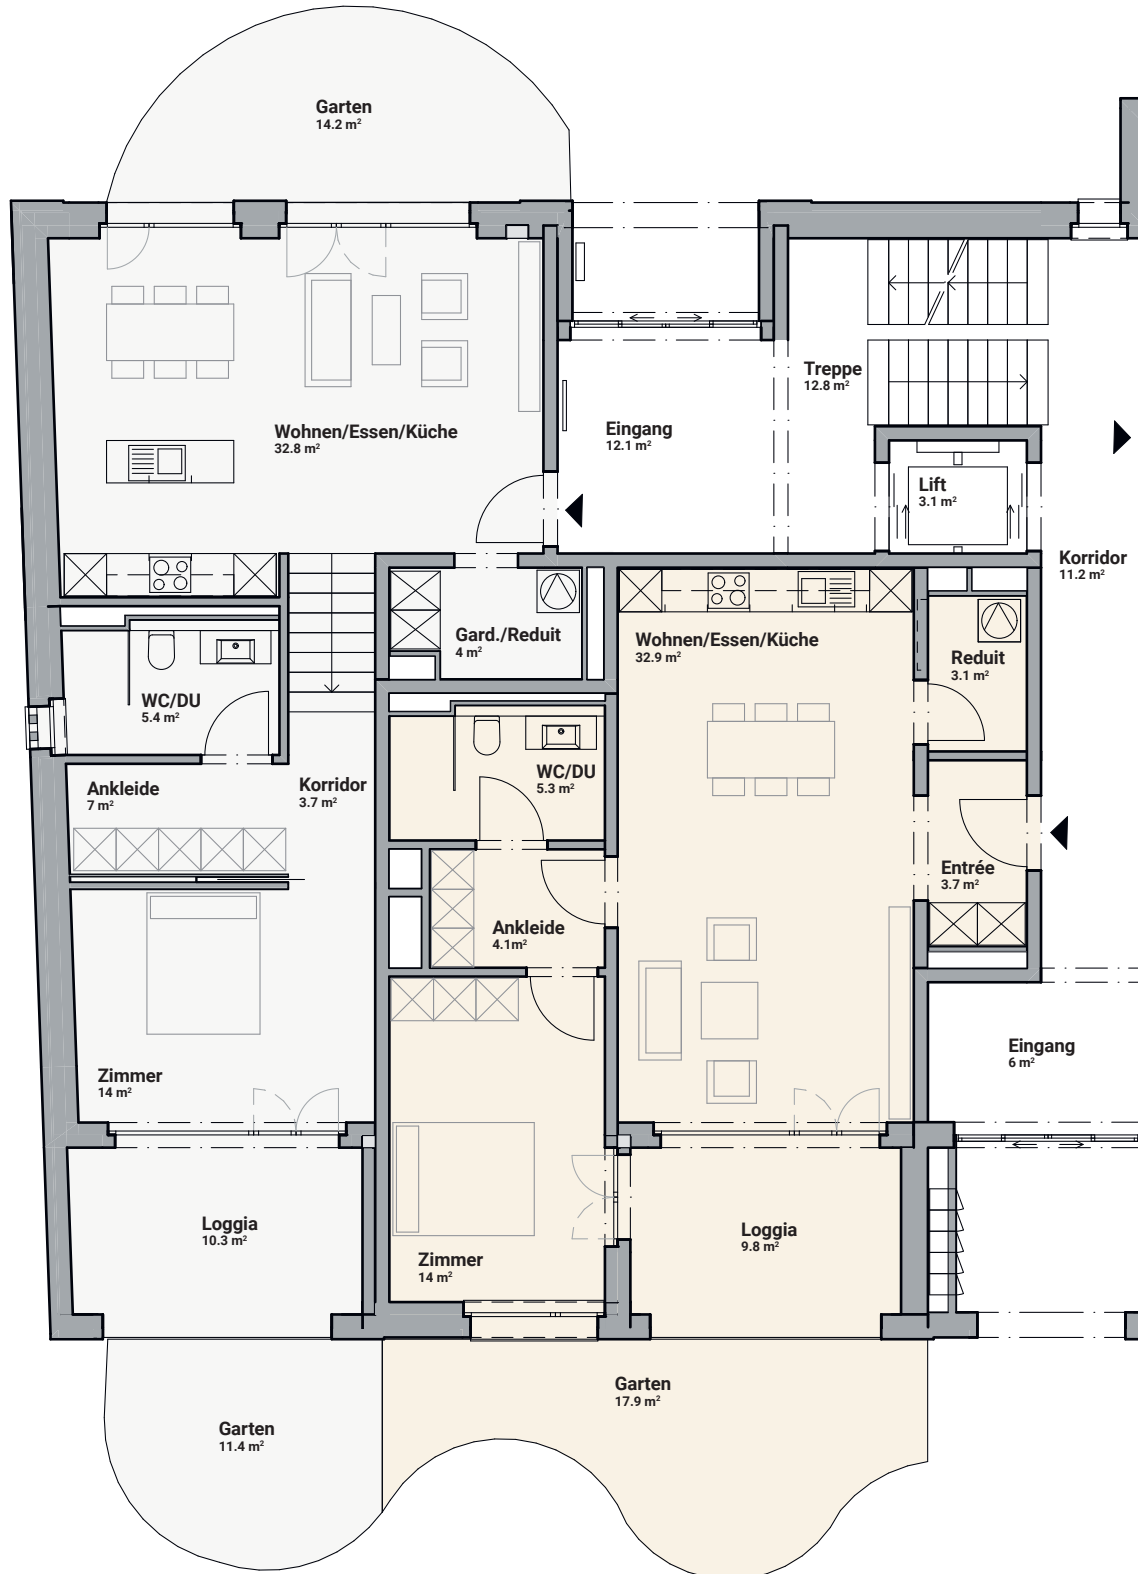 Garten
14.2 m²
Wohnen/Essen/Küche
32.8 m²
Eingang
12.1 m²
Treppe
12.8 m²
Lift
3.1 m²
Korridor
11.2 m²
Gard./Reduit
4 m²
Wohnen/Essen/Küche
32.9 m²
Reduit
3.1 m²
WC/DU
5.4 m²
Ankleide
7 m²
Korridor
3.7 m²
WC/DU
5.3 m²
Entrée
3.7 m²
Ankleide
4.1m²
Zimmer
14 m²
Eingang
6 m²
Loggia
10.3 m²
Zimmer
14 m²
Loggia
9.8 m²
Garten
11.4 m²
Garten
17.9 m²